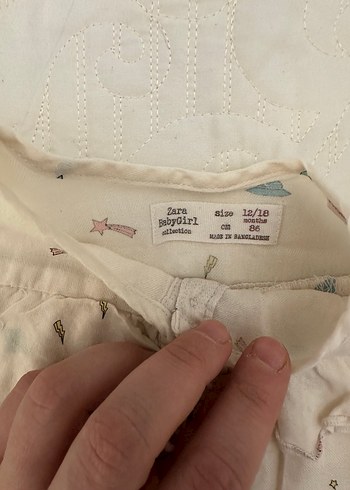 Zara
BabyGirl
collection
size 12/18
months
cm 86
MADE IN BANGLADESH